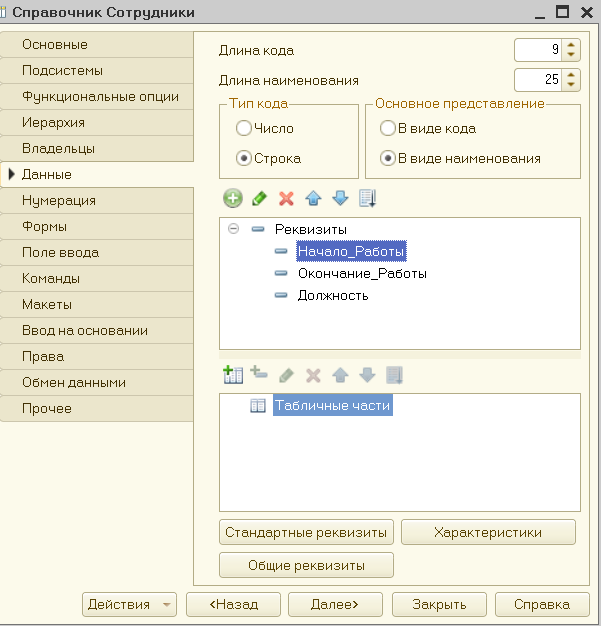 Справочник Сотрудники
Основные
Подсистемы
Функциональные опции
Иерархия
Владельцы
Данные
Нумерация
Формы
Поле ввода
Команды
Макеты
Ввод на основании
Права
Обмен данными
Прочее
Длина кода
9
Длина наименования
25
Тип кода
Число
Строка
Основное представление
В виде кода
В виде наименования
Реквизиты
Начало_Работы
Окончание_Работы
Должность
Табличные части
Стандартные реквизиты
Характеристики
Общие реквизиты
Действия
<Назад
Далее>
Закрыть
Справка